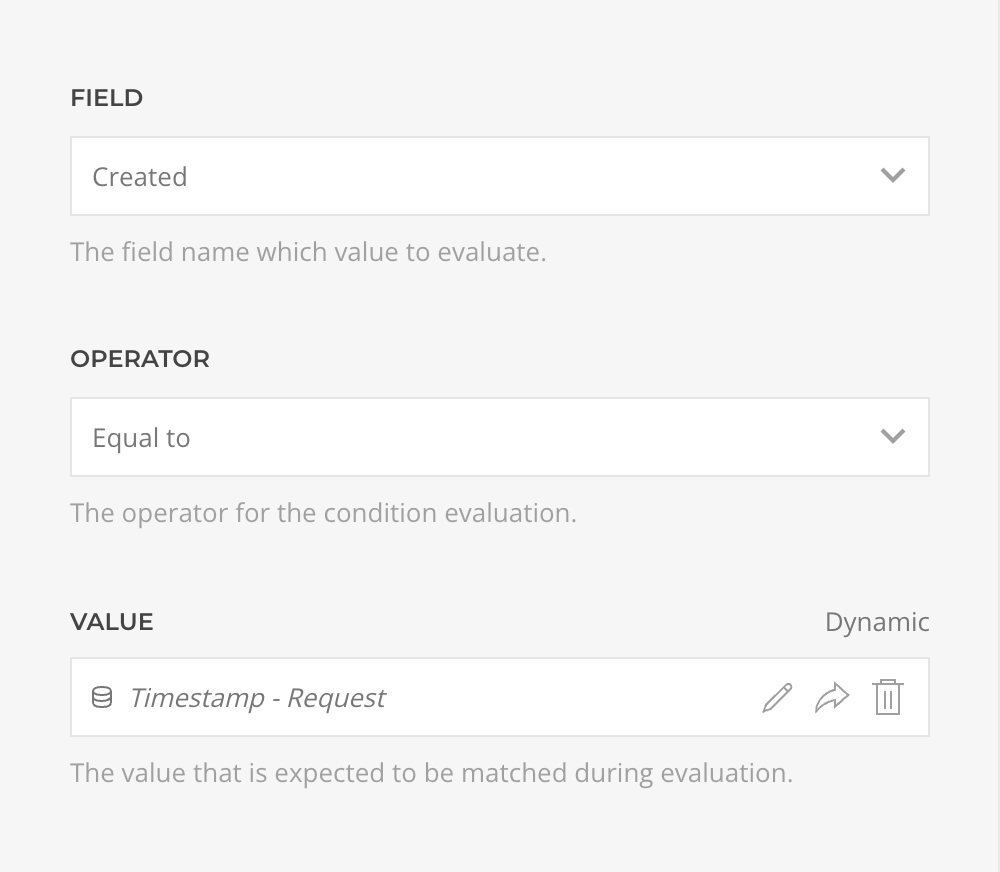 FIELD
Created
The field name which value to evaluate.
OPERATOR
Equal to
The operator for the condition evaluation.
VALUE
Dynamic
Timestamp - Request
The value that is expected to be matched during evaluation.